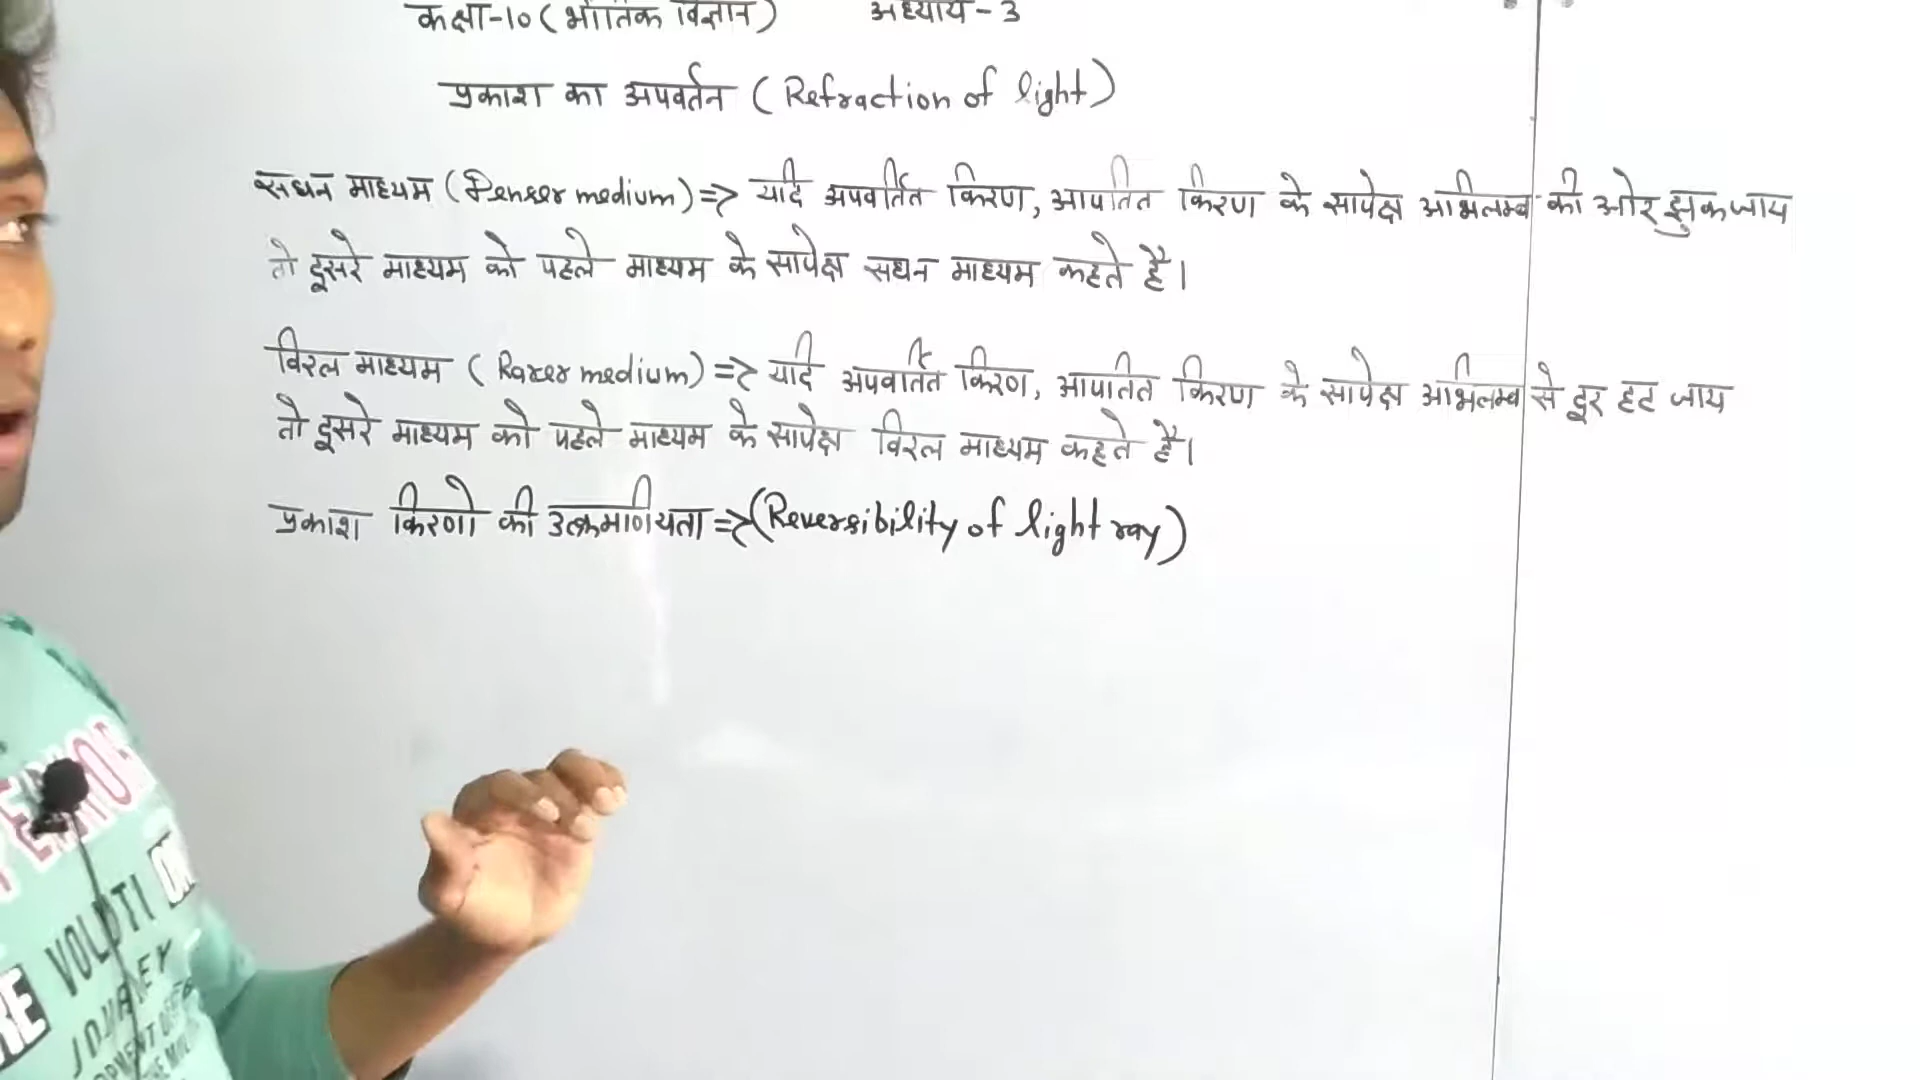 कक्षा-10 (भौतिक विज्ञान) अध्याय - 3
प्रकाश का अपवर्तन (Refraction of light)
सघन माध्यम (Denser medium) => यदि अपवर्तित किरण, आपतित किरण के सापेक्ष अभिलम्ब की ओर झुक जाय
तो दूसरे माध्यम को पहले माध्यम के सापेक्ष सघन माध्यम कहते है।
विरल माध्यम (Rarer medium) => यदि अपवर्तित किरण, आपतित किरण के सापेक्ष अभिलम्ब से दूर हट जाय
तो दूसरे माध्यम को पहले माध्यम के सापेक्ष विरल माध्यम कहते है।
प्रकाश किरणो की उत्क्रमणियता => (Reversibility of light ray)
VOLDTI ON
RE